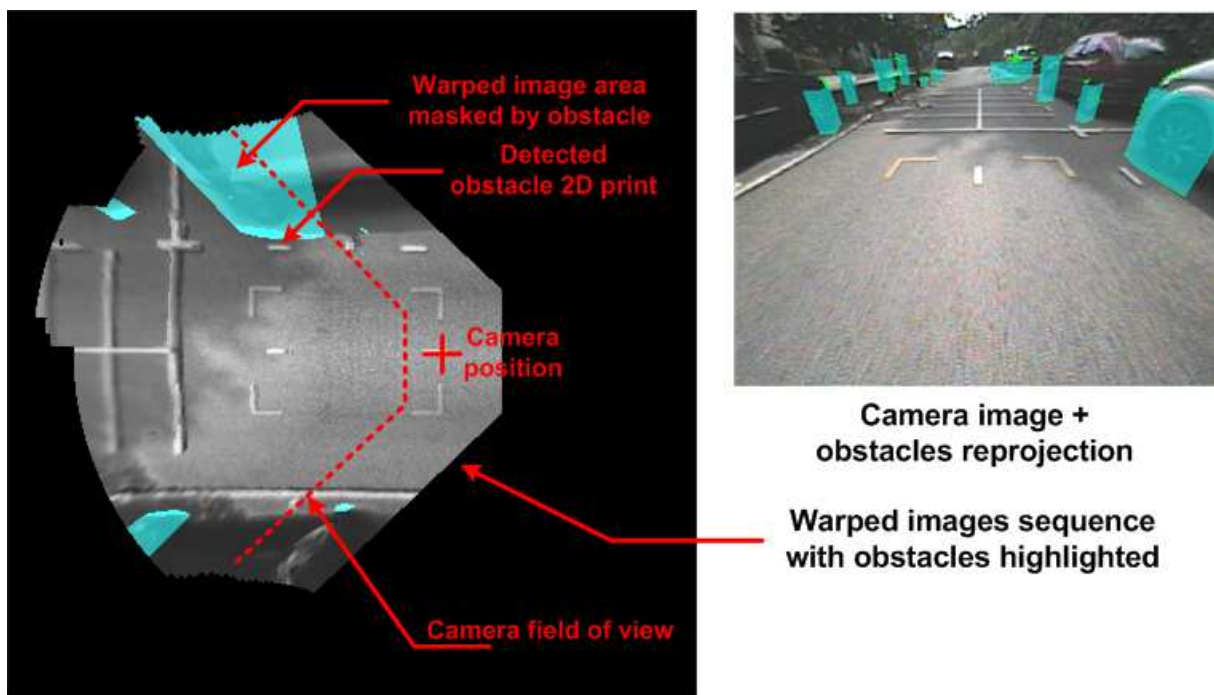 Warped image area
masked by obstacle
Detected
obstacle 2D print
Camera
position
Camera field of view
Camera image +
obstacles reprojection
Warped images sequence
with obstacles highlighted